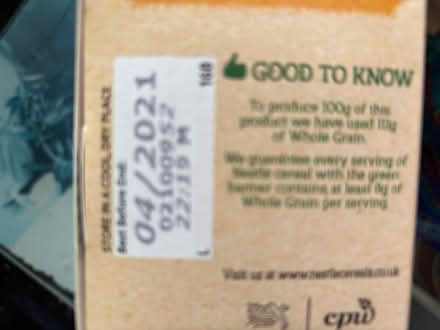 STORE IN A COOL, DRY PLACE
Best Before End:
04/2021
02100952
22:19 M
L
GOOD TO KNOW
To produce 100g of this
product we have used 111g
of Whole Grain.
We guarantee every serving of
Nestle cereal with the green
banner contains at least 8g of
Whole Grain per serving
Visit us at www.nestlecereals.co.uk
cpw